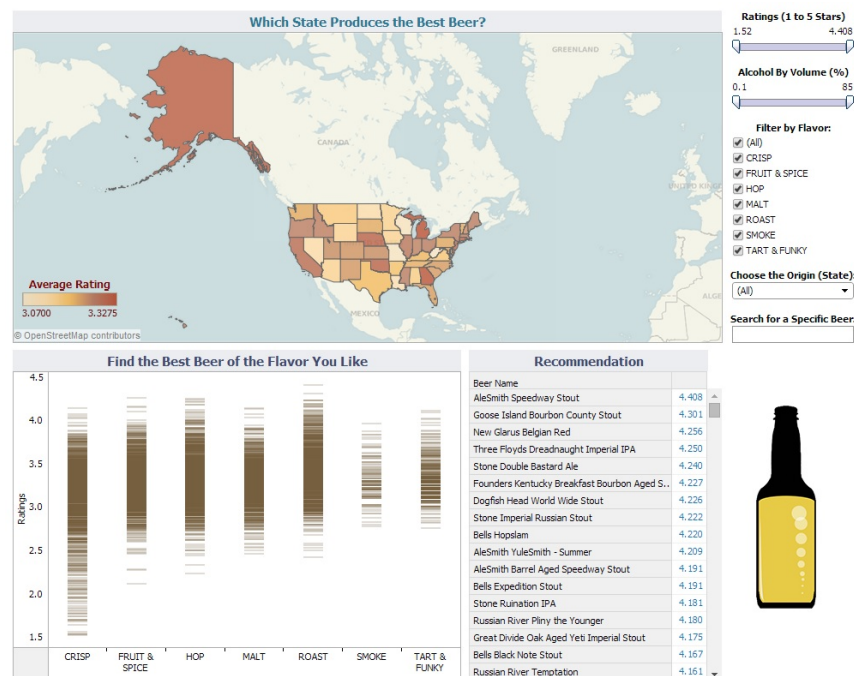 Which State Produces the Best Beer?
GREENLAND
CANADA
UNITED
MEXICO
ALGE
Average Rating
3.0700 3.3275
© OpenStreetMap contributors
Ratings (1 to 5 Stars)
1.52 4.408
Alcohol By Volume (%)
0.1 85
Filter by Flavor:
(All)
CRISP
FRUIT & SPICE
HOP
MALT
ROAST
SMOKE
TART & FUNKY
Choose the Origin (State):
(All)
Search for a Specific Beer:
Find the Best Beer of the Flavor You Like
Ratings
4.5
4.0
3.5
3.0
2.5
2.0
1.5
CRISP FRUIT & SPICE HOP MALT ROAST SMOKE TART & FUNKY
Recommendation
Beer Name
AleSmith Speedway Stout 4.408
Goose Island Bourbon County Stout 4.301
New Glarus Belgian Red 4.256
Three Floyds Dreadnaught Imperial IPA 4.250
Stone Double Bastard Ale 4.240
Founders Kentucky Breakfast Bourbon Aged S.. 4.227
Dogfish Head World Wide Stout 4.226
Stone Imperial Russian Stout 4.222
Bells Hopslam 4.220
AleSmith YuleSmith - Summer 4.209
AleSmith Barrel Aged Speedway Stout 4.191
Bells Expedition Stout 4.191
Stone Ruination IPA 4.181
Russian River Pliny the Younger 4.180
Great Divide Oak Aged Yeti Imperial Stout 4.175
Bells Black Note Stout 4.167
Russian River Temptation 4.161